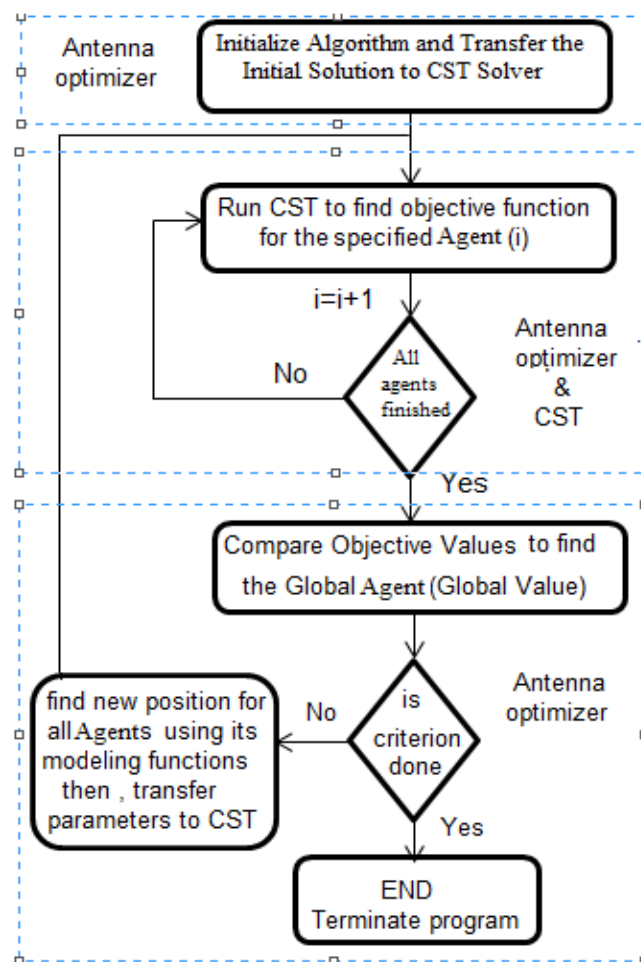 Antenna
optimizer
Initialize Algorithm and Transfer the
Initial Solution to CST Solver
Run CST to find objective function
for the specified Agent (i)
i=i+1
All
agents
finished
No
Antenna
optimizer
&
CST
Yes
Compare Objective Values to find
the Global Agent (Global Value)
is
criterion
done
No
find new position for
all Agents using its
modeling functions
then , transfer
parameters to CST
Antenna
optimizer
Yes
END
Terminate program